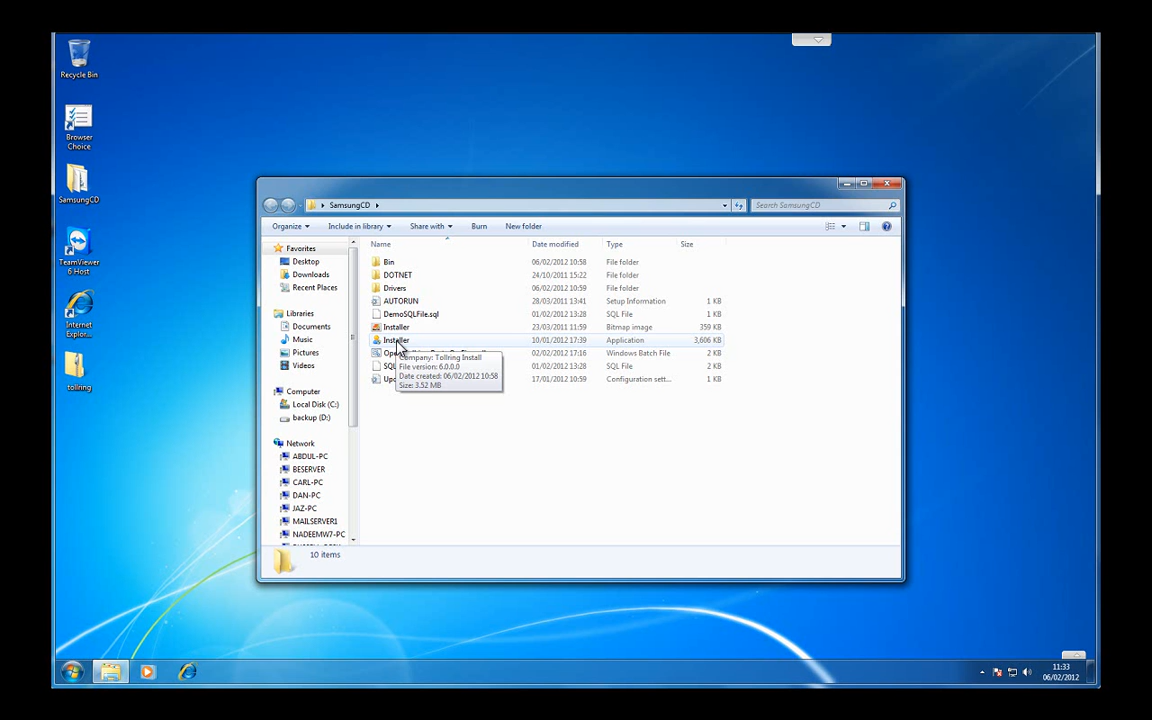 Recycle Bin
Browser
Choice
SamsungCD
TeamViewer
6 Host
Internet
Explor...
tollring
SamsungCD
Search SamsungCD
Organize
Include in library
Share with
Burn
New folder
Name
Date modified
Type
Size
Favorites
Desktop
Downloads
Recent Places
Libraries
Documents
Music
Pictures
Videos
Computer
Local Disk (C:)
backup (D:)
Network
ABDUL-PC
BESERVER
CARL-PC
DAN-PC
JAZ-PC
MAILSERVER1
NADEEMW7-PC
Bin 06/02/2012 10:58 File folder
DOTNET 24/10/2011 15:22 File folder
Drivers 06/02/2012 10:59 File folder
AUTORUN 28/03/2011 13:41 Setup Information 1 KB
DemoSQLFile.sql 01/02/2012 13:28 SQL File 1 KB
Installer 23/03/2011 11:59 Bitmap image 359 KB
Installer 10/01/2012 17:39 Application 3,606 KB
02/02/2012 17:16 Windows Batch File 2 KB
SQL 01/02/2012 13:28 SQL File 2 KB
17/01/2012 10:59 Configuration sett... 1 KB
Company: Tollring Install
File version: 6.0.0.0
Date created: 06/02/2012 10:58
Size: 3.52 MB
10 items
11:33
06/02/2012